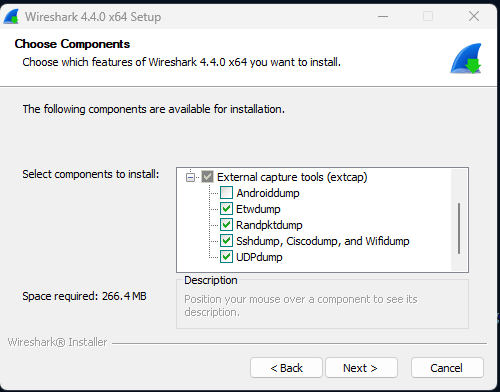 Wireshark 4.4.0 x64 Setup
Choose Components
Choose which features of Wireshark 4.4.0 x64 you want to install.
The following components are available for installation.
Select components to install:
External capture tools (extcap)
Androiddump
Etwdump
Randpktdump
Sshdump, Ciscodump, and Wifidump
UDPdump
Space required: 266.4 MB
Description
Position your mouse over a component to see its
description.
Wireshark® Installer
< Back
Next >
Cancel